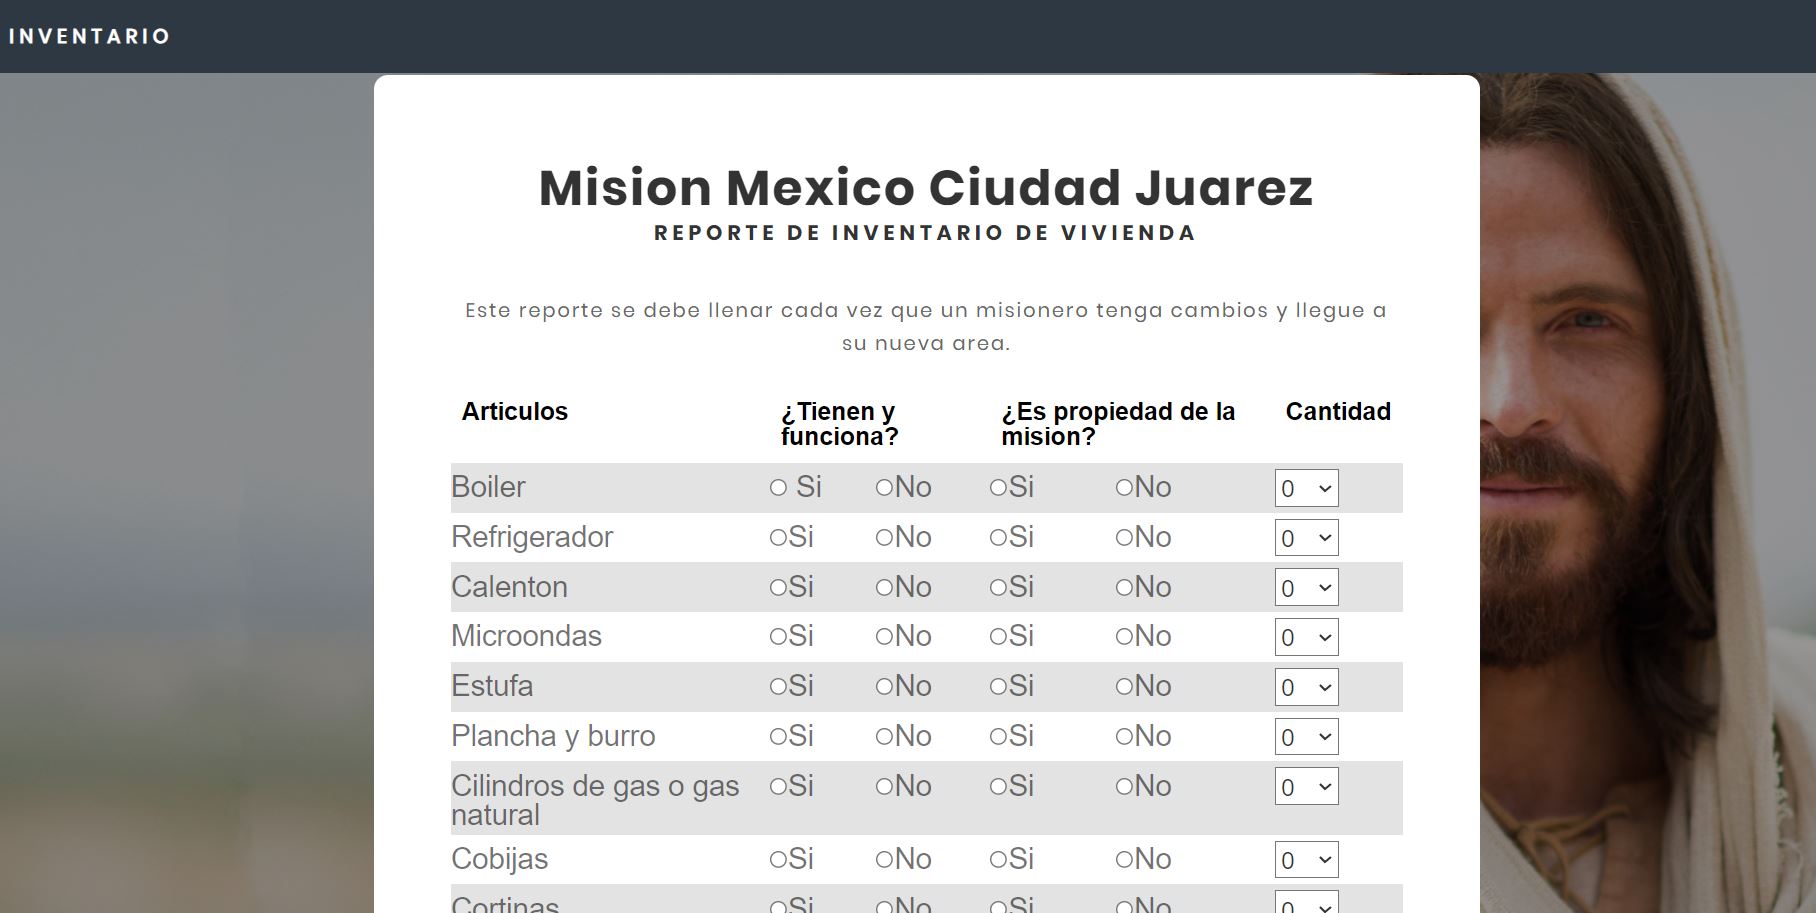 INVENTARIO
Mision Mexico Ciudad Juarez
REPORTE DE INVENTARIO DE VIVIENDA
Este reporte se debe llenar cada vez que un misionero tenga cambios y llegue a
su nueva area.
Articulos ¿Tienen y funciona? ¿Es propiedad de la mision? Cantidad
Boiler Si No Si No 0
Refrigerador Si No Si No 0
Calenton Si No Si No 0
Microondas Si No Si No 0
Estufa Si No Si No 0
Plancha y burro Si No Si No 0
Cilindros de gas o gas natural Si No Si No 0
Cobijas Si No Si No 0
Cortinas Si No Si No 0